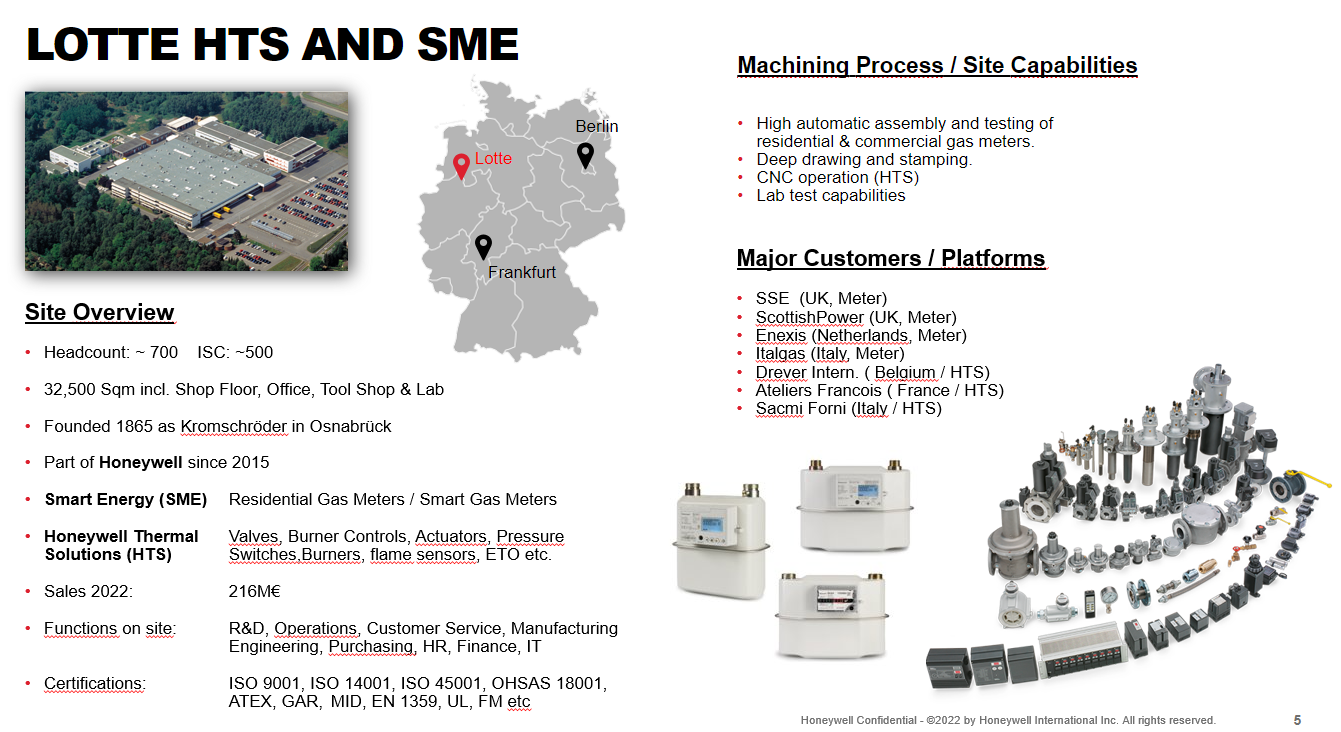 LOTTE HTS AND SME
Berlin
Lotte
Frankfurt
Site Overview
• Headcount: ~ 700 ISC: ~500
• 32,500 Sqm incl. Shop Floor, Office, Tool Shop & Lab
• Founded 1865 as Kromschröder in Osnabrück
• Part of Honeywell since 2015
• Smart Energy (SME) Residential Gas Meters / Smart Gas Meters
• Honeywell Thermal Valves, Burner Controls, Actuators, Pressure
Solutions (HTS) Switches,Burners, flame sensors, ETO etc.
• Sales 2022: 216M€
• Functions on site: R&D, Operations, Customer Service, Manufacturing
Engineering, Purchasing, HR, Finance, IT
• Certifications: ISO 9001, ISO 14001, ISO 45001, OHSAS 18001,
ATEX, GAR, MID, EN 1359, UL, FM etc
Machining Process / Site Capabilities
• High automatic assembly and testing of
residential & commercial gas meters.
• Deep drawing and stamping.
• CNC operation (HTS)
• Lab test capabilities
Major Customers / Platforms
• SSE (UK, Meter)
• ScottishPower (UK, Meter)
• Enexis (Netherlands, Meter)
• Italgas (Italy, Meter)
• Drever Intern. ( Belgium / HTS)
• Ateliers Francois ( France / HTS)
• Sacmi Forni (Italy / HTS)
Honeywell Confidential - ©2022 by Honeywell International Inc. All rights reserved.
5